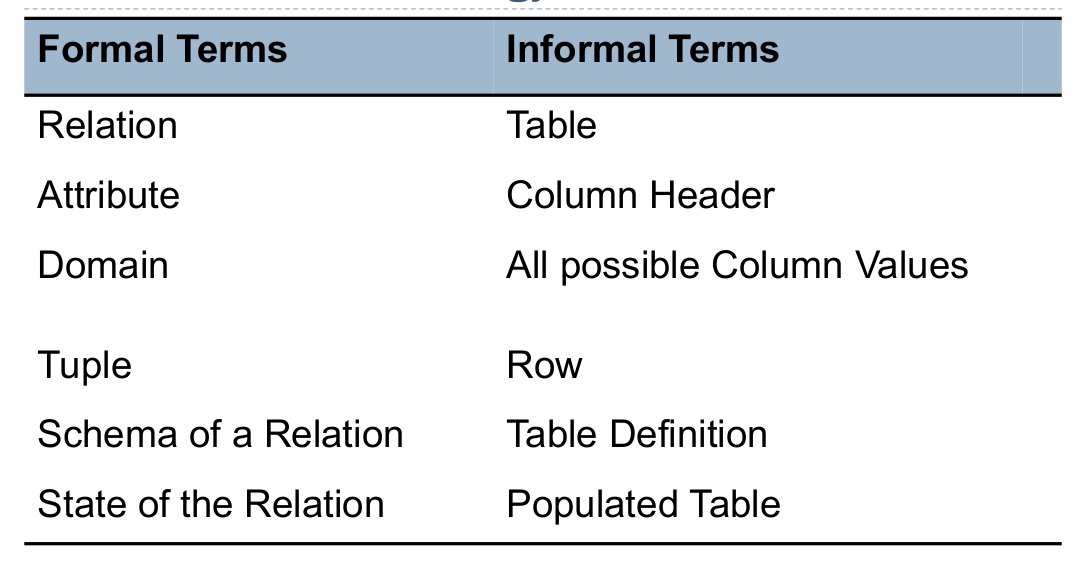 Formal Terms Informal Terms
Relation Table
Attribute Column Header
Domain All possible Column Values
Tuple Row
Schema of a Relation Table Definition
State of the Relation Populated Table